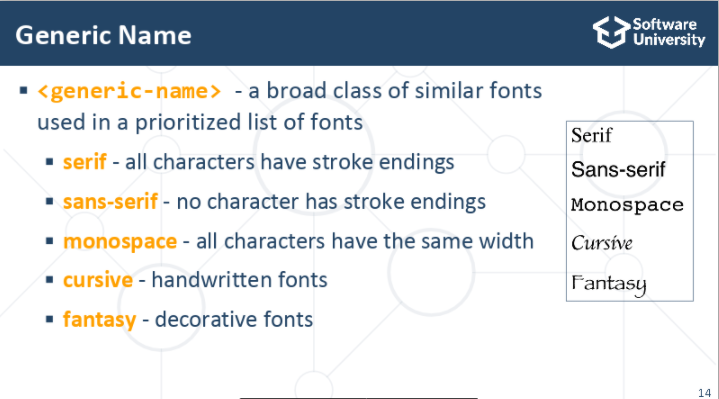 Generic Name
Software
University
▪ <generic-name> - a broad class of similar fonts
used in a prioritized list of fonts
▪ serif - all characters have stroke endings
▪ sans-serif - no character has stroke endings
▪ monospace - all characters have the same width
▪ cursive - handwritten fonts
▪ fantasy - decorative fonts
Serif
Sans-serif
Monospace
Cursive
Fantasy
14